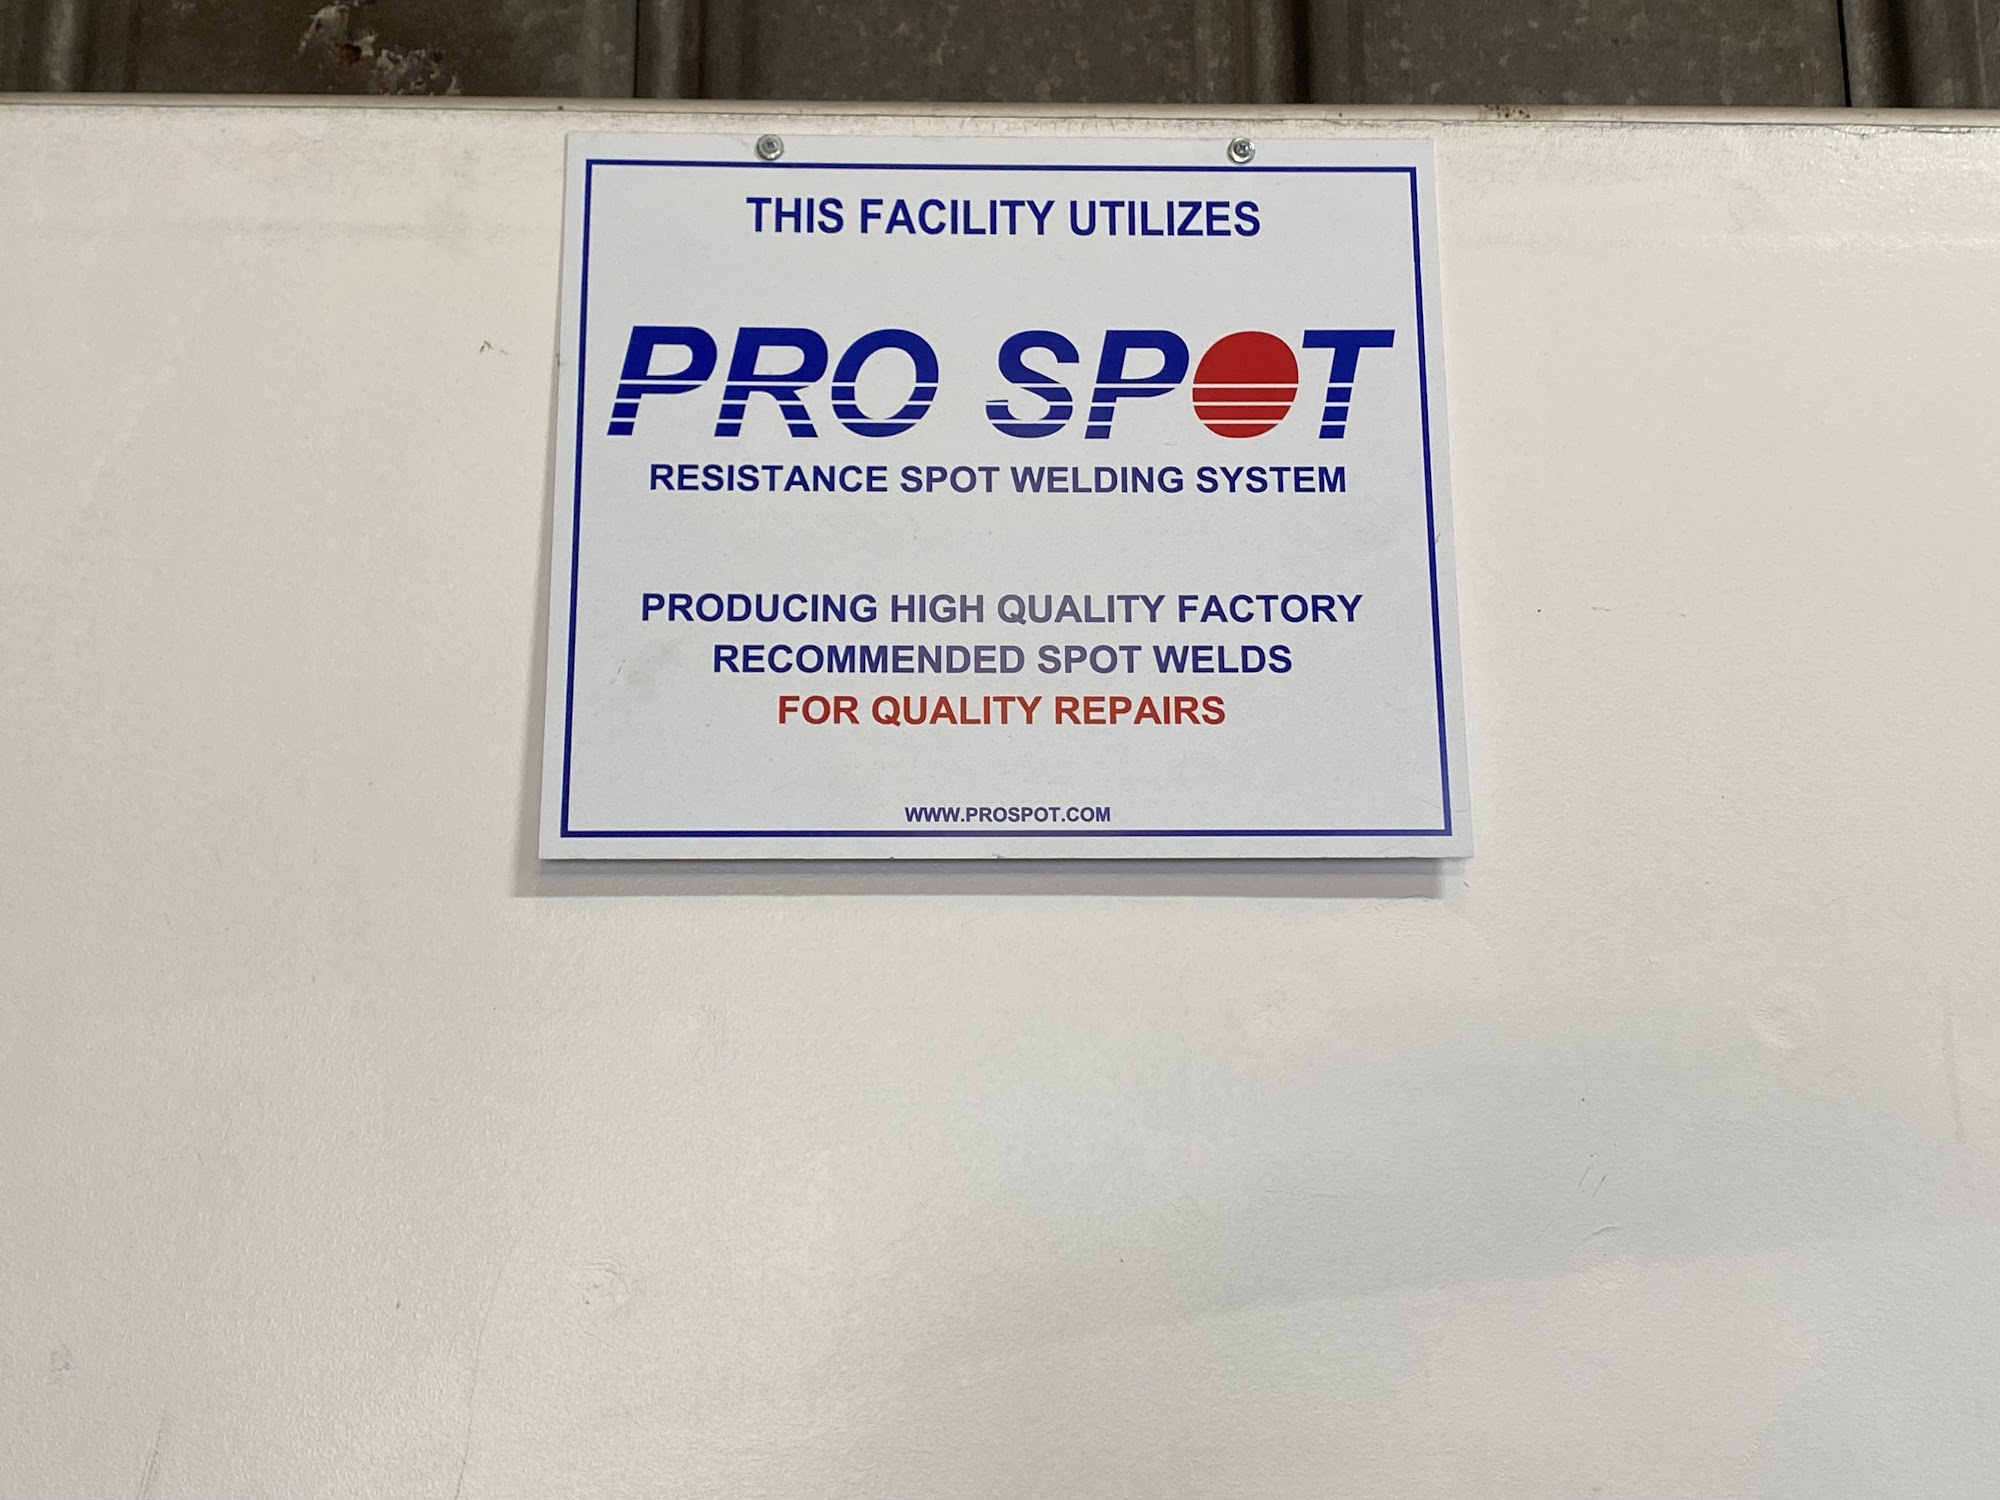 THIS FACILITY UTILIZES
PRO SPOT
RESISTANCE SPOT WELDING SYSTEM
PRODUCING HIGH QUALITY FACTORY
RECOMMENDED SPOT WELDS
FOR QUALITY REPAIRS
WWW.PROSPOT.COM